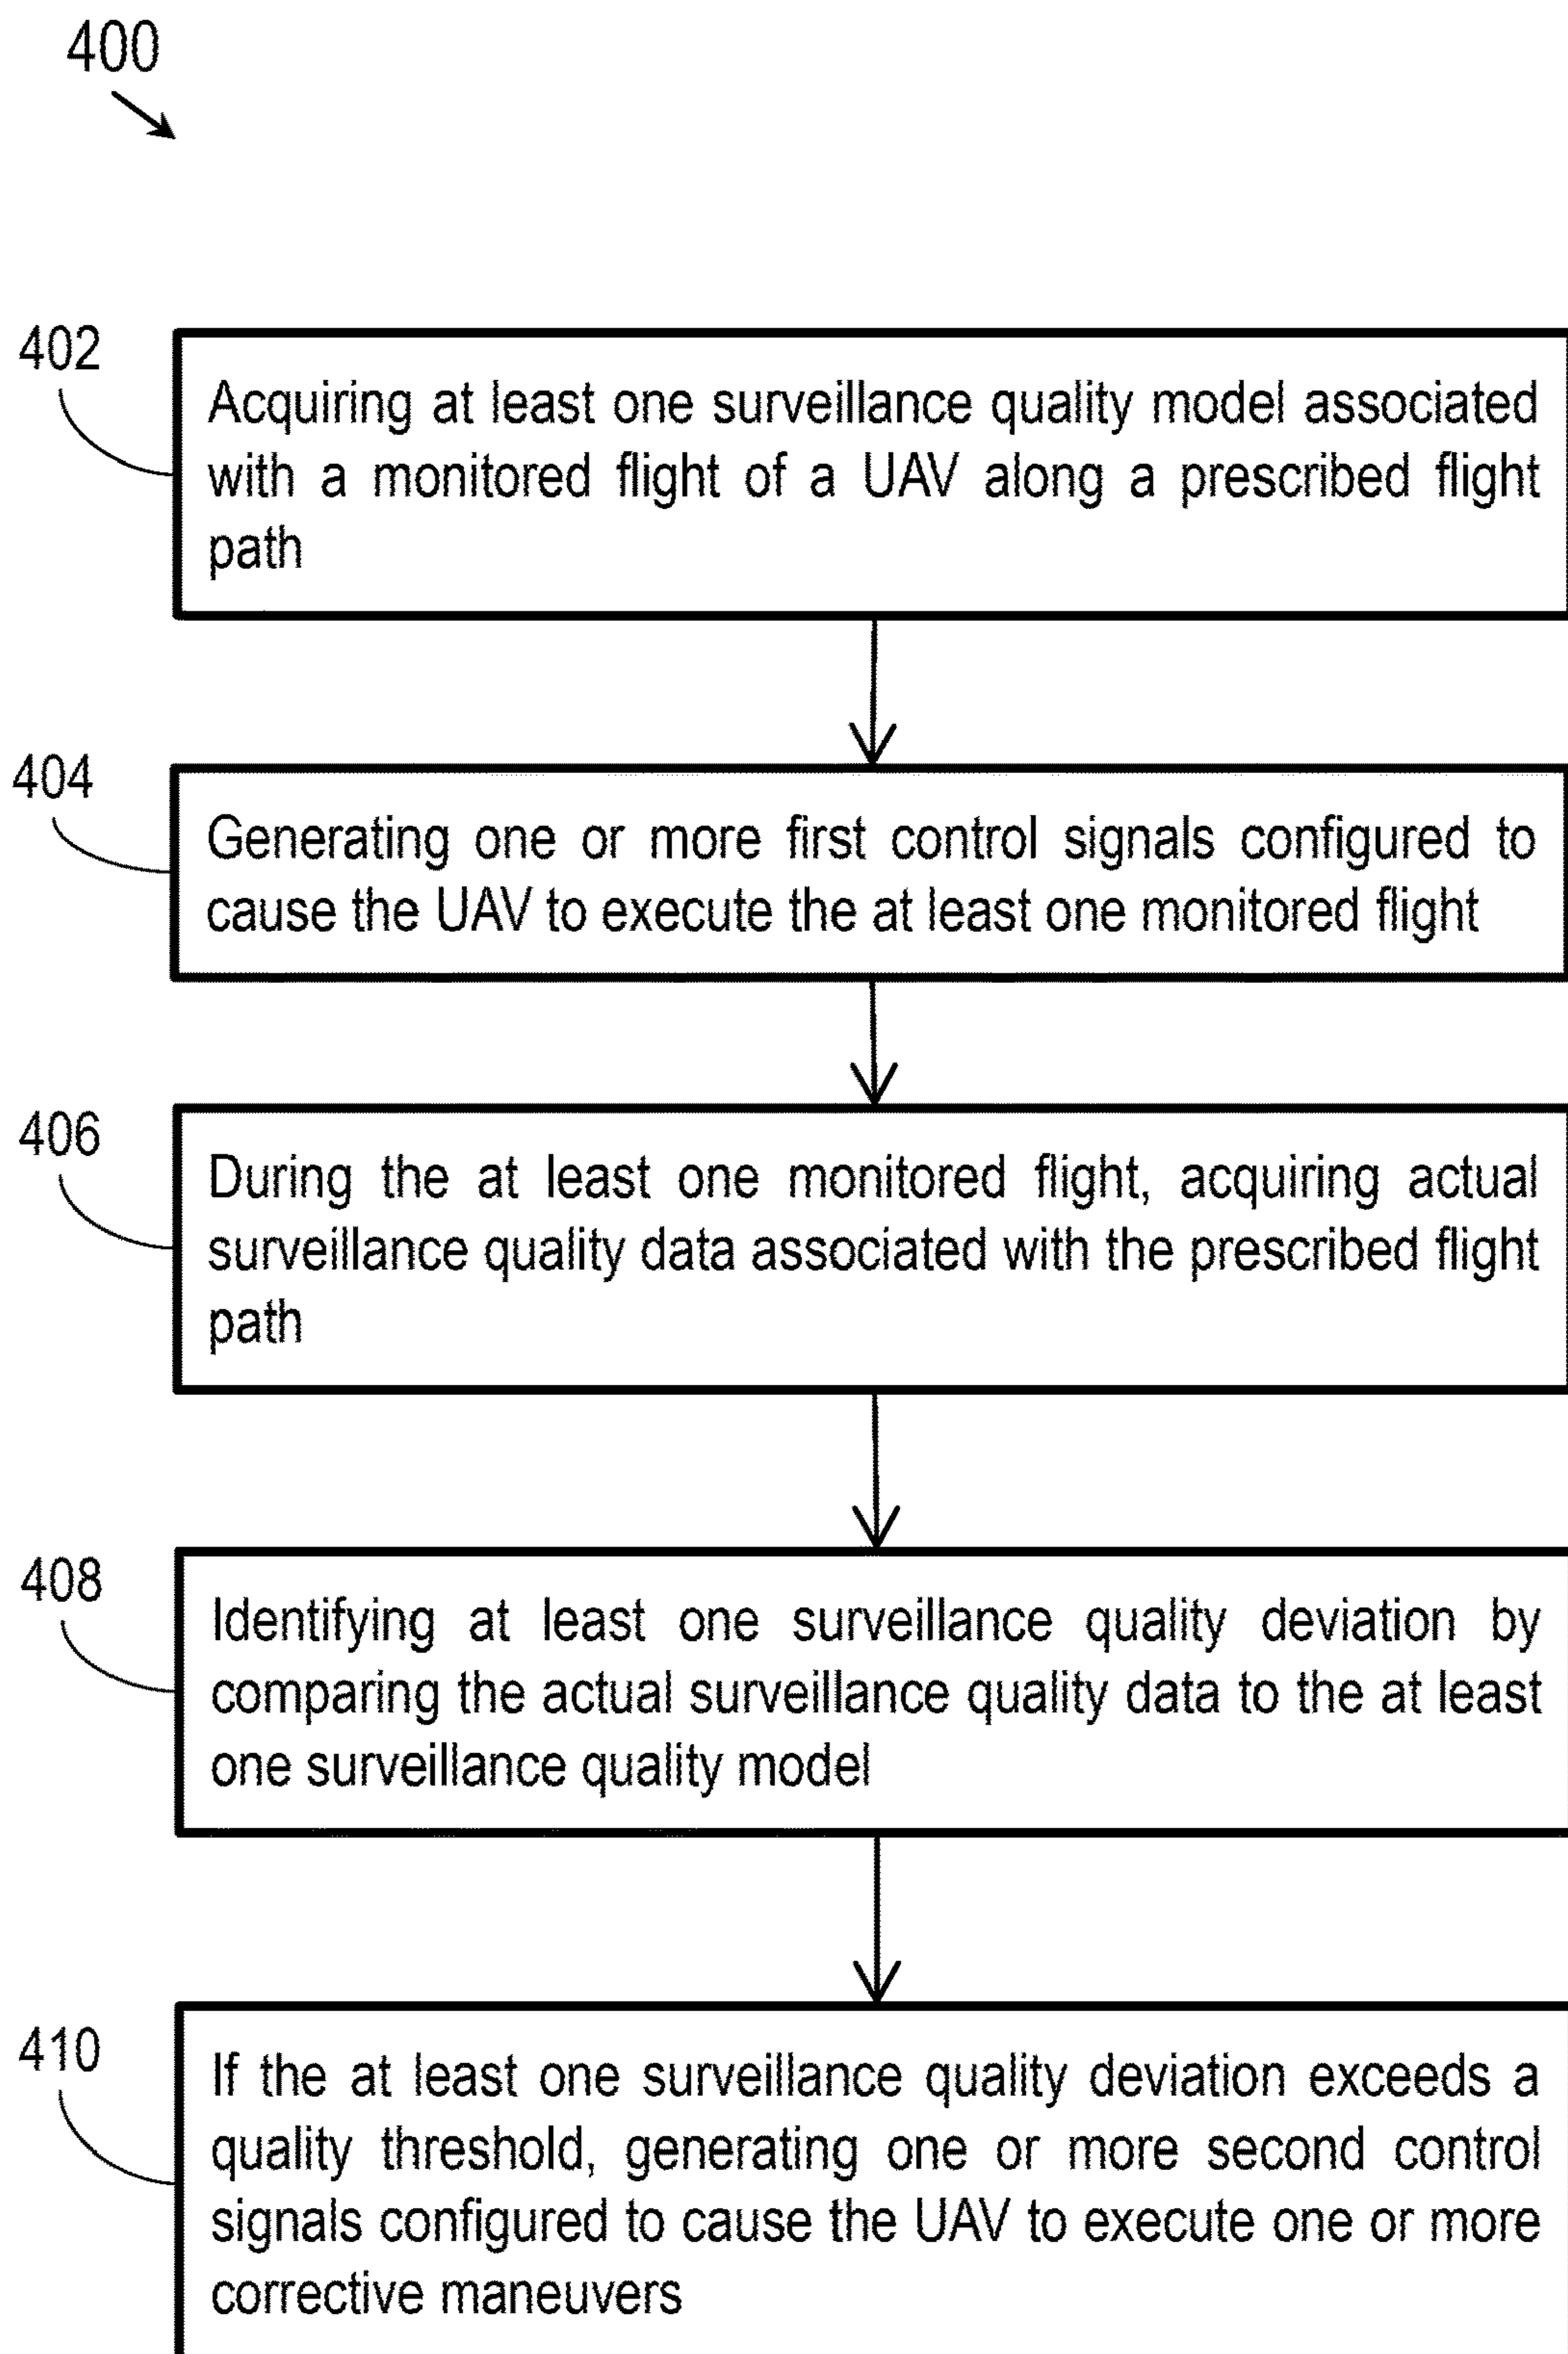 400
402
Acquiring at least one surveillance quality model associated
with a monitored flight of a UAV along a prescribed flight
path
404
Generating one or more first control signals configured to
cause the UAV to execute the at least one monitored flight
406
During the at least one monitored flight, acquiring actual
surveillance quality data associated with the prescribed flight
path
408
Identifying at least one surveillance quality deviation by
comparing the actual surveillance quality data to the at least
one surveillance quality model
410
If the at least one surveillance quality deviation exceeds a
quality threshold, generating one or more second control
signals configured to cause the UAV to execute one or more
corrective maneuvers